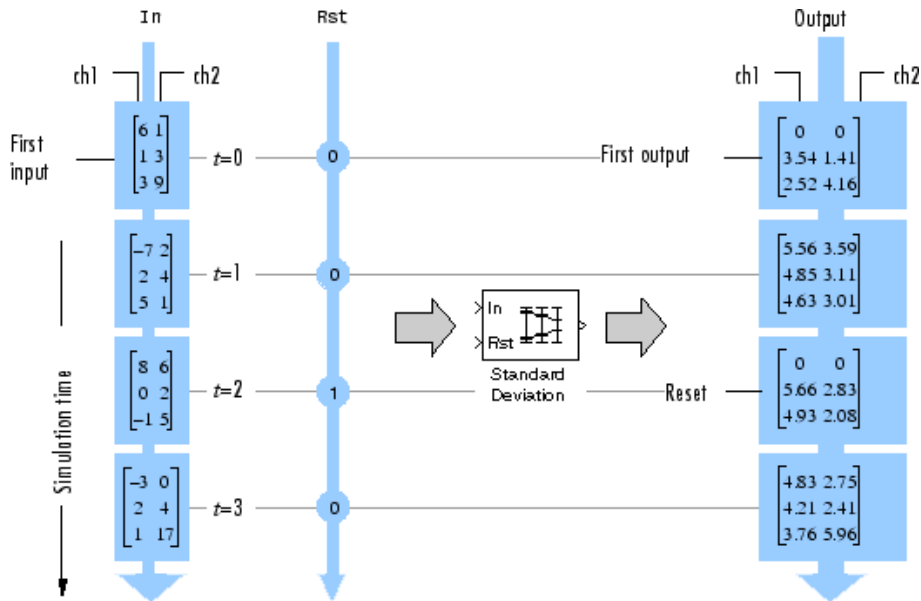 In Rst Output
ch1 ch2 ch1 ch2
First input
6 1
1 3
3 9
t=0
0
First output
0 0
3.54 1.41
2.52 4.16
-7 2
2 4
5 1
t=1
0
5.56 3.59
4.85 3.11
4.63 3.01
In
Rst
Standard
Deviation
Simulation time
8 6
0 2
-1 5
t=2
1
Reset
0 0
5.66 2.83
4.93 2.08
-3 0
2 4
1 17
t=3
0
4.83 2.75
4.21 2.41
3.76 5.96